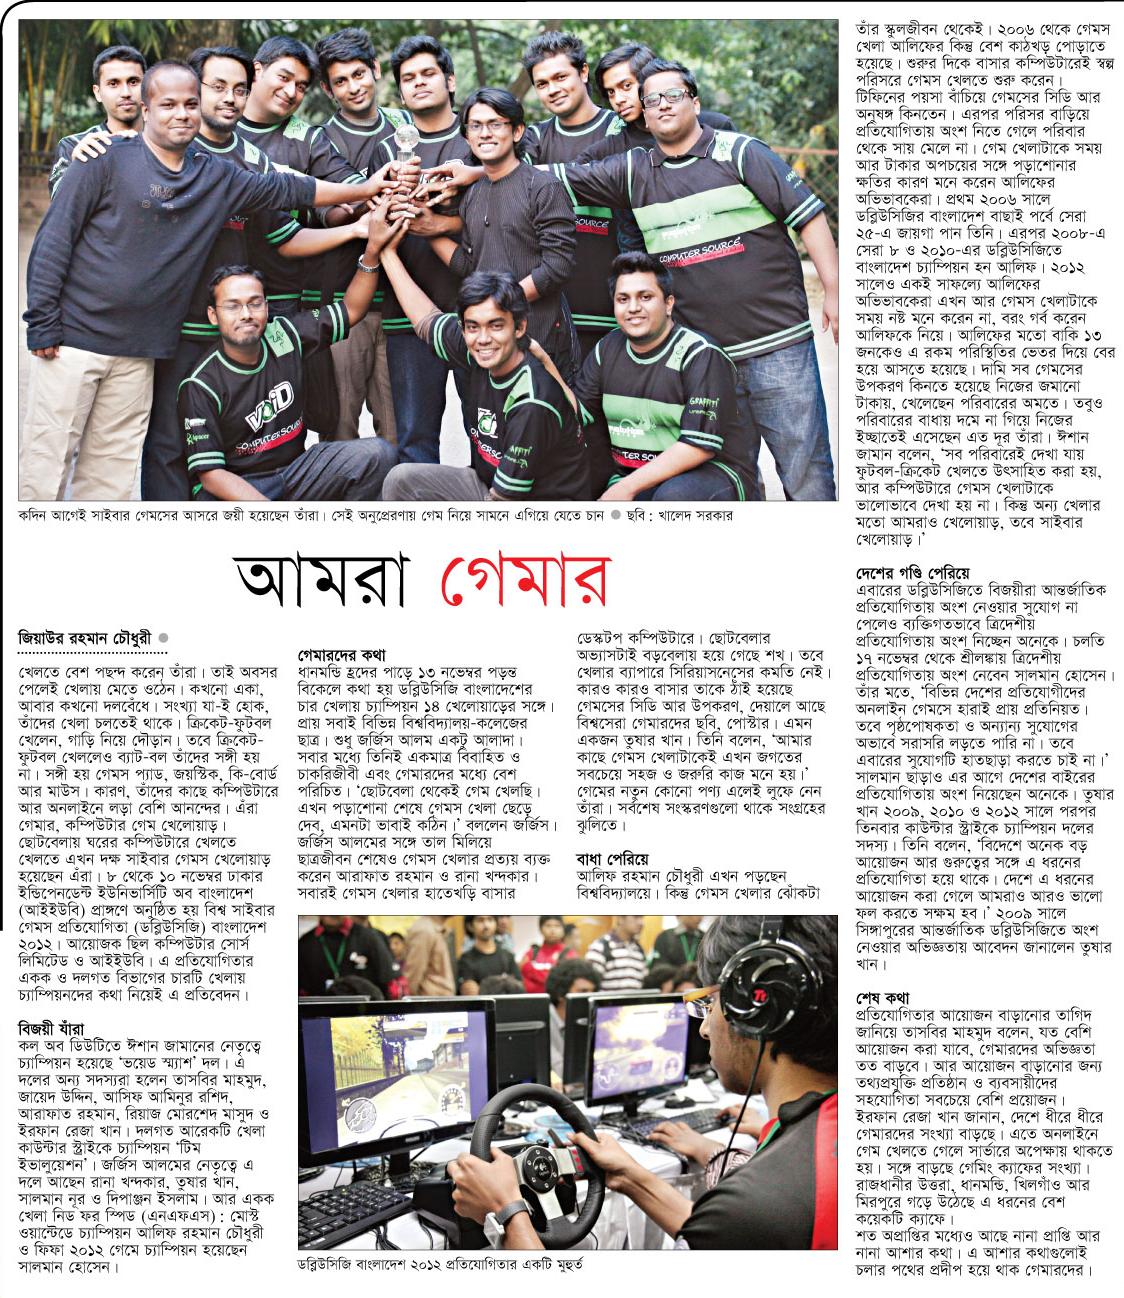 কদিন আগেই সাইবার গেমসের আসরে জয়ী হয়েছেন তাঁরা। সেই অনুপ্রেরণায় গেম নিয়ে সামনে এগিয়ে যেতে চান ● ছবি: খালেদ সরকার
আমরা গেমার
জিয়াউর রহমান চৌধুরী ●
খেলতে বেশ পছন্দ করেন তাঁরা। তাই অবসর
পেলেই খেলায় মেতে ওঠেন। কখনো একা,
আবার কখনো দলবেঁধে। সংখ্যা যা-ই হোক,
তাঁদের খেলা চলতেই থাকে। ক্রিকেট-ফুটবল
খেলেন, গাড়ি নিয়ে দৌড়ান। তবে ক্রিকেট-
ফুটবল খেললেও ব্যাট-বল তাঁদের সঙ্গী হয়
না। সঙ্গী হয় গেমস প্যাড, জয়স্টিক, কি-বোর্ড
আর মাউস। কারণ, তাঁদের কাছে কম্পিউটারে
আর অনলাইনে লড়া বেশি আনন্দের। এঁরা
গেমার, কম্পিউটার গেম খেলোয়াড়।
ছোটবেলায় ঘরের কম্পিউটারে খেলতে
খেলতে এখন দক্ষ সাইবার গেমস খেলোয়াড়
হয়েছেন এঁরা। ৮ থেকে ১০ নভেম্বর ঢাকার
ইন্ডিপেনডেন্ট ইউনিভার্সিটি অব বাংলাদেশ
(আইইউবি) প্রাঙ্গণে অনুষ্ঠিত হয় বিশ্ব সাইবার
গেমস প্রতিযোগিতা (ডব্লিউসিজি) বাংলাদেশ
২০১২। আয়োজক ছিল কম্পিউটার সোর্স
লিমিটেড ও আইইউবি। এ প্রতিযোগিতার
একক ও দলগত বিভাগের চারটি খেলায়
চ্যাম্পিয়নদের কথা নিয়েই এ প্রতিবেদন।
বিজয়ী যাঁরা
কল অব ডিউটিতে ঈশান জামানের নেতৃত্বে
চ্যাম্পিয়ন হয়েছে ‘ভয়েড স্ম্যাশ’ দল। এ
দলের অন্য সদস্যরা হলেন তাসবির মাহমুদ,
জায়েদ উদ্দিন, আসিফ আমিনুর রশিদ,
আরাফাত রহমান, রিয়াজ মোরশেদ মাসুদ ও
ইরফান রেজা খান। দলগত আরেকটি খেলা
কাউন্টার স্ট্রাইকে চ্যাম্পিয়ন ‘টিম
ইভালুয়েশন’। জর্জিস আলমের নেতৃত্বে এ
দলে আছেন রানা খন্দকার, তুষার খান,
সালমান নূর ও দিপাঞ্জন ইসলাম। আর একক
খেলা নিড ফর স্পিড (এনএফএস): মোস্ট
ওয়ান্টেডে চ্যাম্পিয়ন আলিফ রহমান চৌধুরী
ও ফিফা ২০১২ গেমে চ্যাম্পিয়ন হয়েছেন
সালমান হোসেন।
গেমারদের কথা
ধানমন্ডি হ্রদের পাড়ে ১৩ নভেম্বর পড়ন্ত
বিকেলে কথা হয় ডব্লিউসিজি বাংলাদেশের
চার খেলায় চ্যাম্পিয়ন ১৪ খেলোয়াড়ের সঙ্গে।
প্রায় সবাই বিভিন্ন বিশ্ববিদ্যালয়-কলেজের
ছাত্র। শুধু জর্জিস আলম একটু আলাদা।
সবার মধ্যে তিনিই একমাত্র বিবাহিত ও
চাকরিজীবী এবং গেমারদের মধ্যে বেশ
পরিচিত। ‘ছোটবেলা থেকেই গেম খেলছি।
এখন পড়াশোনা শেষে গেমস খেলা ছেড়ে
দেব, এমনটা ভাবাই কঠিন।’ বললেন জর্জিস।
জর্জিস আলমের সঙ্গে তাল মিলিয়ে
ছাত্রজীবন শেষেও গেমস খেলার প্রত্যয় ব্যক্ত
করেন আরাফাত রহমান ও রানা খন্দকার।
সবারই গেমস খেলার হাতেখড়ি বাসার
ডেস্কটপ কম্পিউটারে। ছোটবেলার
অভ্যাসটাই বড়বেলায় হয়ে গেছে শখ। তবে
খেলার ব্যাপারে সিরিয়াসনেসের কমতি নেই।
কারও কারও বাসার তাকে ঠাঁই হয়েছে
গেমসের সিডি আর উপকরণ, দেয়ালে আছে
বিশ্বসেরা গেমারদের ছবি, পোস্টার। এমন
একজন তুষার খান। তিনি বলেন, ‘আমার
কাছে গেমস খেলাটাকেই এখন জগতের
সবচেয়ে সহজ ও জরুরি কাজ মনে হয়।’
গেমের নতুন কোনো পণ্য এলেই লুফে নেন
তাঁরা। সর্বশেষ সংস্করণগুলো থাকে সংগ্রহের
ঝুলিতে।
বাধা পেরিয়ে
আলিফ রহমান চৌধুরী এখন পড়ছেন
বিশ্ববিদ্যালয়ে। কিন্তু গেমস খেলার ঝোঁকটা
ডব্লিউসিজি বাংলাদেশ ২০১২ প্রতিযোগিতার একটি মুহূর্ত
তাঁর স্কুলজীবন থেকেই। ২০০৬ থেকে গেমস
খেলা আলিফের কিন্তু বেশ কাঠখড় পোড়াতে
হয়েছে। শুরুর দিকে বাসার কম্পিউটারেই স্বল্প
পরিসরে গেমস খেলতে শুরু করেন।
টিফিনের পয়সা বাঁচিয়ে গেমসের সিডি আর
অনুষঙ্গ কিনতেন। এরপর পরিসর বাড়িয়ে
প্রতিযোগিতায় অংশ নিতে গেলে পরিবার
থেকে সায় মেলে না। গেম খেলাটাকে সময়
আর টাকার অপচয়ের সঙ্গে পড়াশোনার
ক্ষতির কারণ মনে করেন আলিফের
অভিভাবকেরা। প্রথম ২০০৬ সালে
ডব্লিউসিজির বাংলাদেশ বাছাই পর্বে সেরা
২৫-এ জায়গা পান তিনি। এরপর ২০০৮-এ
সেরা ৮ ও ২০১০-এর ডব্লিউসিজিতে
বাংলাদেশ চ্যাম্পিয়ন হন আলিফ। ২০১২
সালেও একই সাফল্যে আলিফের
অভিভাবকেরা এখন আর গেমস খেলাটাকে
সময় নষ্ট মনে করেন না, বরং গর্ব করেন
আলিফকে নিয়ে। আলিফের মতো বাকি ১৩
জনকেও এ রকম পরিস্থিতির ভেতর দিয়ে বের
হয়ে আসতে হয়েছে। দামি সব গেমসের
উপকরণ কিনতে হয়েছে নিজের জমানো
টাকায়, খেলেছেন পরিবারের অমতে। তবুও
পরিবারের বাধায় দমে না গিয়ে নিজের
ইচ্ছাতেই এসেছেন এত দূর তাঁরা। ঈশান
জামান বলেন, ‘সব পরিবারেই দেখা যায়
ফুটবল-ক্রিকেট খেলতে উৎসাহিত করা হয়,
আর কম্পিউটারে গেমস খেলাটাকে
ভালোভাবে দেখা হয় না। কিন্তু অন্য খেলার
মতো আমরাও খেলোয়াড়, তবে সাইবার
খেলোয়াড়।’
দেশের গণ্ডি পেরিয়ে
এবারের ডব্লিউসিজিতে বিজয়ীরা আন্তর্জাতিক
প্রতিযোগিতায় অংশ নেওয়ার সুযোগ না
পেলেও ব্যক্তিগতভাবে ত্রিদেশীয়
প্রতিযোগিতায় অংশ নিচ্ছেন অনেকে। চলতি
১৭ নভেম্বর থেকে শ্রীলঙ্কায় ত্রিদেশীয়
প্রতিযোগিতায় অংশ নেবেন সালমান হোসেন।
তাঁর মতে, ‘বিভিন্ন দেশের প্রতিযোগীদের
অনলাইন গেমসে হারাই প্রায় প্রতিনিয়ত।
তবে পৃষ্ঠপোষকতা ও অন্যান্য সুযোগের
অভাবে সরাসরি লড়তে পারি না। তবে
এবারের সুযোগটি হাতছাড়া করতে চাই না।’
সালমান ছাড়াও এর আগে দেশের বাইরের
প্রতিযোগিতায় অংশ নিয়েছেন অনেকে। তুষার
খান ২০০৯, ২০১০ ও ২০১২ সালে পরপর
তিনবার কাউন্টার স্ট্রাইকে চ্যাম্পিয়ন দলের
সদস্য। তিনি বলেন, ‘বিদেশে অনেক বড়
আয়োজন আর গুরুত্বের সঙ্গে এ ধরনের
প্রতিযোগিতা হয়ে থাকে। দেশে এ ধরনের
আয়োজন করা গেলে আমরাও আরও ভালো
ফল করতে সক্ষম হব।’ ২০০৯ সালে
সিঙ্গাপুরের আন্তর্জাতিক ডব্লিউসিজিতে অংশ
নেওয়ার অভিজ্ঞতায় আবেদন জানালেন তুষার
খান।
শেষ কথা
প্রতিযোগিতার আয়োজন বাড়ানোর তাগিদ
জানিয়ে তাসবির মাহমুদ বলেন, যত বেশি
আয়োজন করা যাবে, গেমারদের অভিজ্ঞতা
তত বাড়বে। আর আয়োজন বাড়ানোর জন্য
তথ্যপ্রযুক্তি প্রতিষ্ঠান ও ব্যবসায়ীদের
সহযোগিতা সবচেয়ে বেশি প্রয়োজন।
ইরফান রেজা খান জানান, দেশে ধীরে ধীরে
গেমারদের সংখ্যা বাড়ছে। এতে অনলাইনে
গেম খেলতে গেলে সার্ভারে অপেক্ষায় থাকতে
হয়। সঙ্গে বাড়ছে গেমিং ক্যাফের সংখ্যা।
রাজধানীর উত্তরা, ধানমন্ডি, খিলগাঁও আর
মিরপুরে গড়ে উঠেছে এ ধরনের বেশ
কয়েকটি ক্যাফে।
শত অপ্রাপ্তির মধ্যেও আছে নানা প্রাপ্তি আর
নানা আশার কথা। এ আশার কথাগুলোই
চলার পথের প্রদীপ হয়ে থাক গেমারদের।
VOID
COMPUTER SOURCE
GRAFFITI
COMPUTER SOURCE